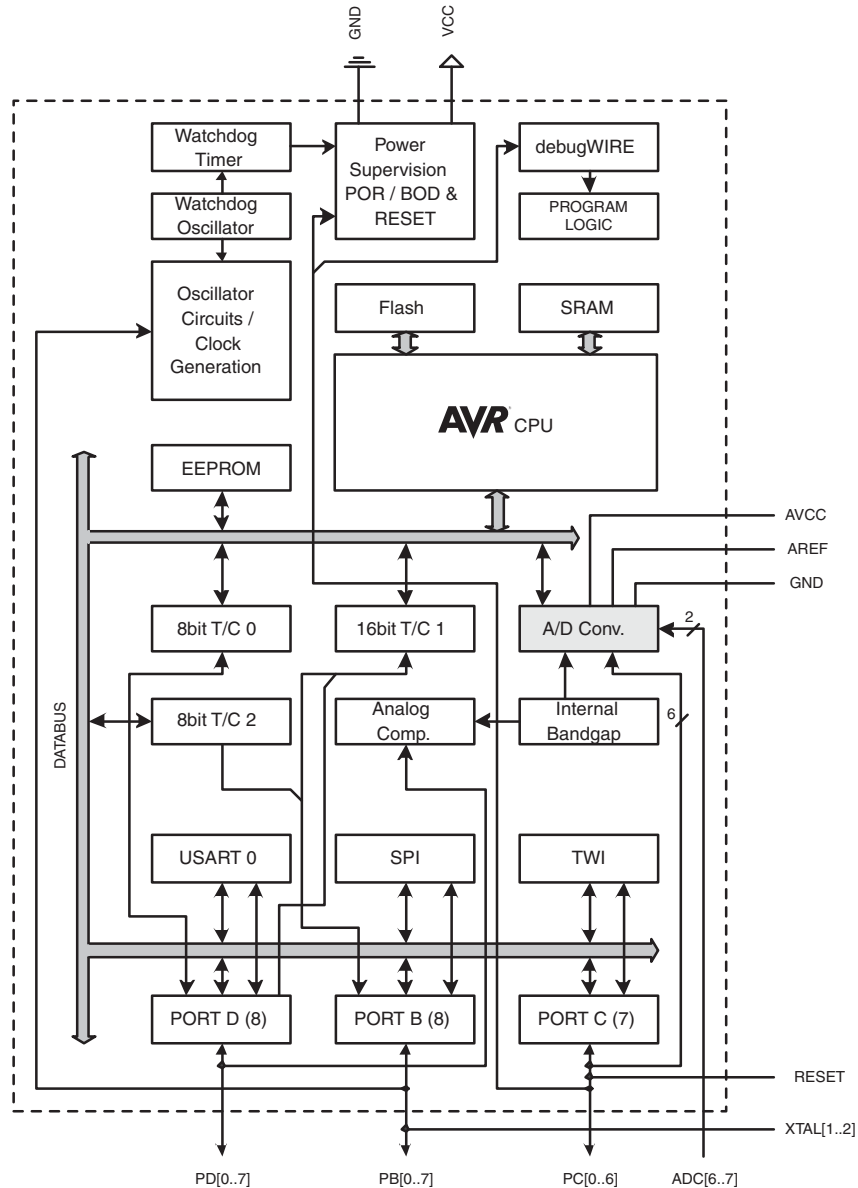 GND
VCC
Watchdog
Timer
Power
Supervision
POR / BOD &
RESET
debugWIRE
Watchdog
Oscillator
PROGRAM
LOGIC
Oscillator
Circuits /
Clock
Generation
Flash
SRAM
AVR CPU
EEPROM
AVCC
AREF
GND
8bit T/C 0
16bit T/C 1
A/D Conv.
2
8bit T/C 2
Analog
Comp.
Internal
Bandgap
6
DATABUS
USART 0
SPI
TWI
PORT D (8)
PORT B (8)
PORT C (7)
RESET
XTAL[1..2]
PD[0..7]
PB[0..7]
PC[0..6]
ADC[6..7]